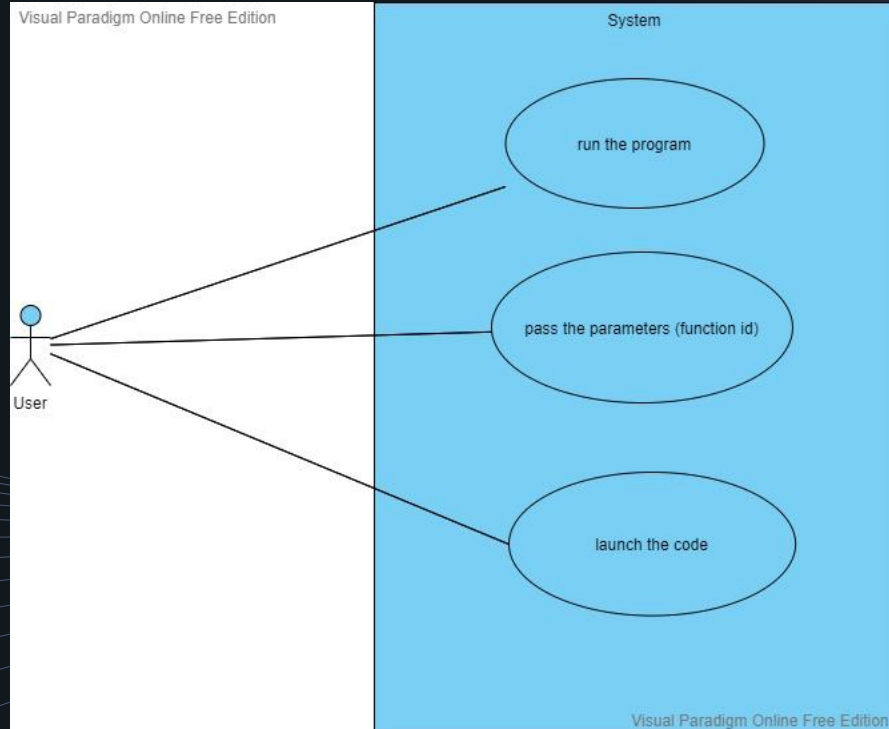 Visual Paradigm Online Free Edition
System
run the program
pass the parameters (function id)
User
launch the code
Visual Paradigm Online Free Edition